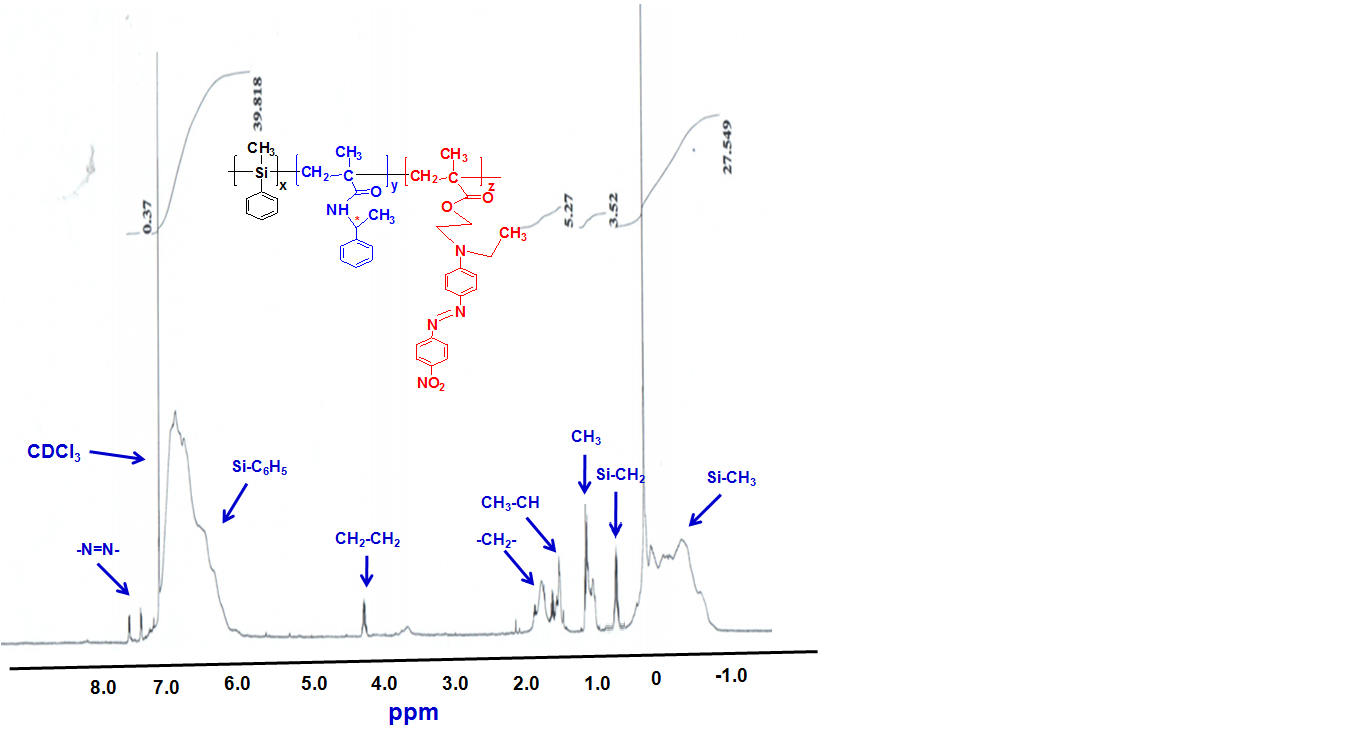 39.818
0.37
5.27
3.52
27.549
CH₃
Si
x
CH₂
C
CH₃
O
y
NH
*
CH₃
CH₂
C
CH₃
O
z
O
CH₃
N
N
N
NO₂
CDCl₃
Si-C₆H₅
-N=N-
CH₂-CH₂
CH₃-CH
-CH₂-
CH₃
Si-CH₂
Si-CH₃
8.0 7.0 6.0 5.0 4.0 3.0 2.0 1.0 0 -1.0
ppm